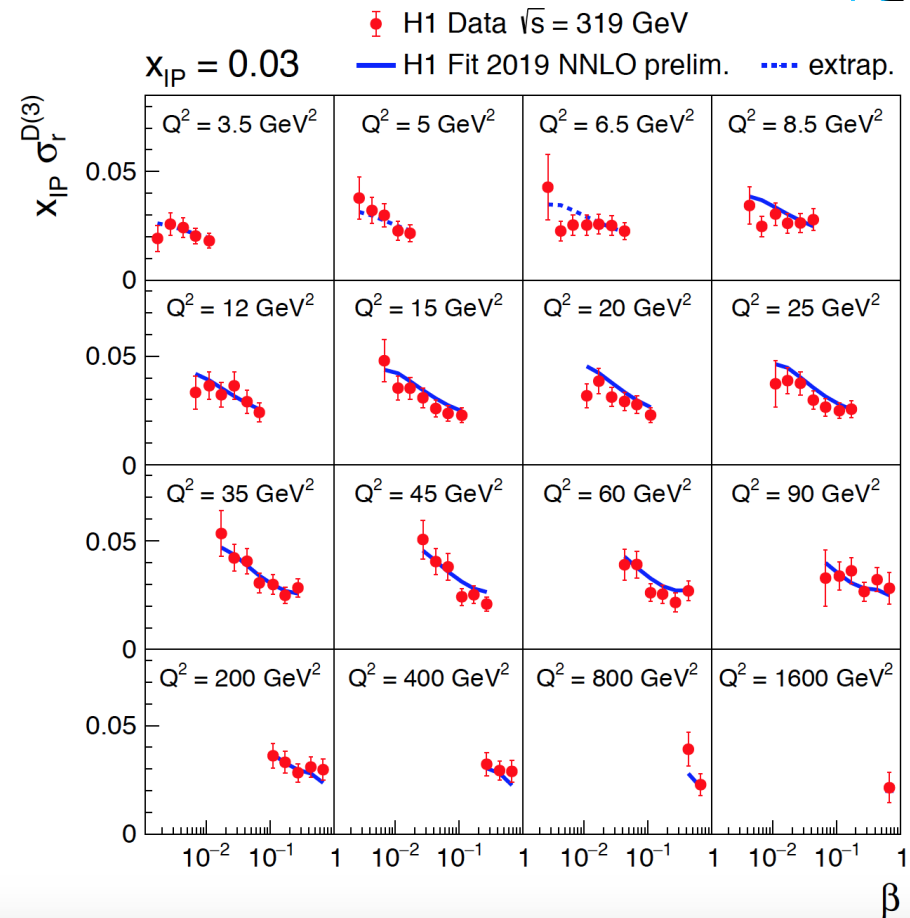 H1 Data √s = 319 GeV
x_IP = 0.03
H1 Fit 2019 NNLO prelim. extrap.
x_IP σ_r^D(3)
Q² = 3.5 GeV² Q² = 5 GeV² Q² = 6.5 GeV² Q² = 8.5 GeV²
0.05
0
Q² = 12 GeV² Q² = 15 GeV² Q² = 20 GeV² Q² = 25 GeV²
0.05
0
Q² = 35 GeV² Q² = 45 GeV² Q² = 60 GeV² Q² = 90 GeV²
0.05
0
Q² = 200 GeV² Q² = 400 GeV² Q² = 800 GeV² Q² = 1600 GeV²
0.05
0
10⁻² 10⁻¹ 1 10⁻² 10⁻¹ 1 10⁻² 10⁻¹ 1 10⁻² 10⁻¹ 1
β